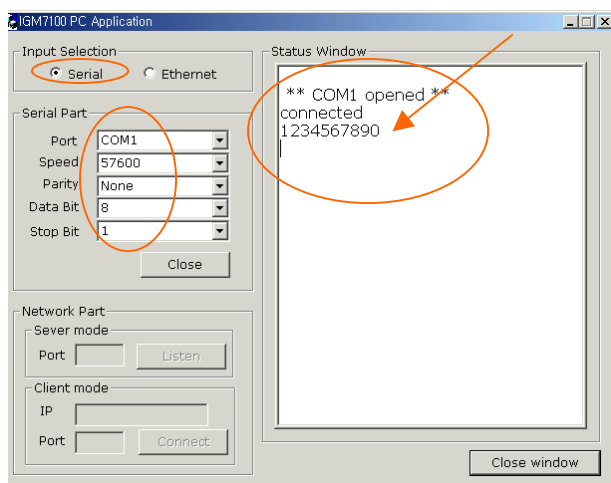 IGM7100 PC Application
Input Selection
Serial
Ethernet
Serial Part
Port COM1
Speed 57600
Parity None
Data Bit 8
Stop Bit 1
Close
Network Part
Sever mode
Port Listen
Client mode
IP
Port Connect
Status Window
** COM1 opened **
connected
1234567890
Close window